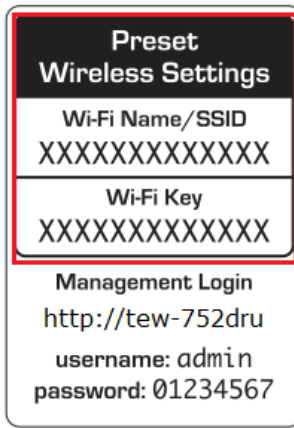 Preset
Wireless Settings
Wi-Fi Name/SSID
XXXXXXXXXXXXX
Wi-Fi Key
XXXXXXXXXXXXX
Management Login
http://tew-752dru
username: admin
password: 01234567